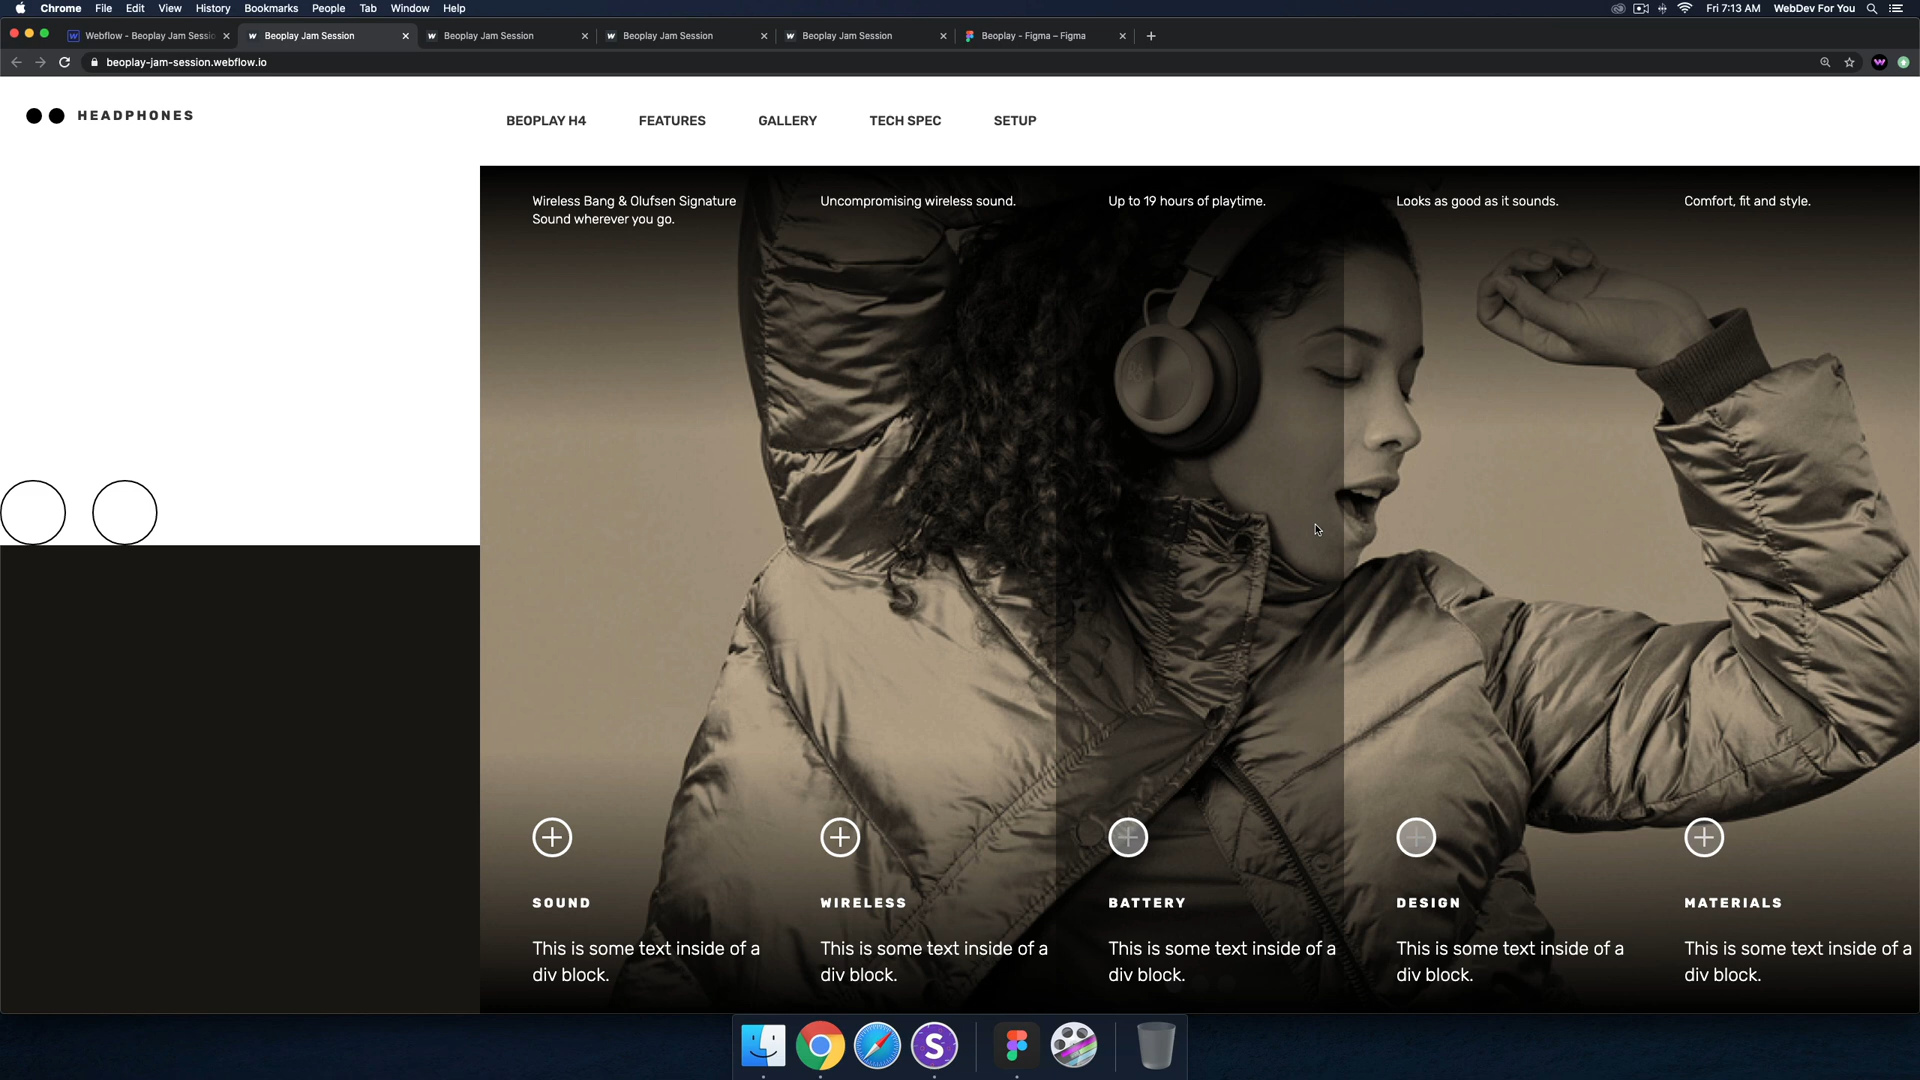 Chrome File Edit View History Bookmarks People Tab Window Help
Fri 7:13 AM WebDev For You
Webflow - Beoplay Jam Sessio
Beoplay Jam Session
Beoplay Jam Session
Beoplay Jam Session
Beoplay Jam Session
Beoplay - Figma – Figma
beoplay-jam-session.webflow.io
HEADPHONES
BEOPLAY H4 FEATURES GALLERY TECH SPEC SETUP
Wireless Bang & Olufsen Signature
Sound wherever you go.
Uncompromising wireless sound.
Up to 19 hours of playtime.
Looks as good as it sounds.
Comfort, fit and style.
SOUND
This is some text inside of a
div block.
WIRELESS
This is some text inside of a
div block.
BATTERY
This is some text inside of a
div block.
DESIGN
This is some text inside of a
div block.
MATERIALS
This is some text inside of a
div block.